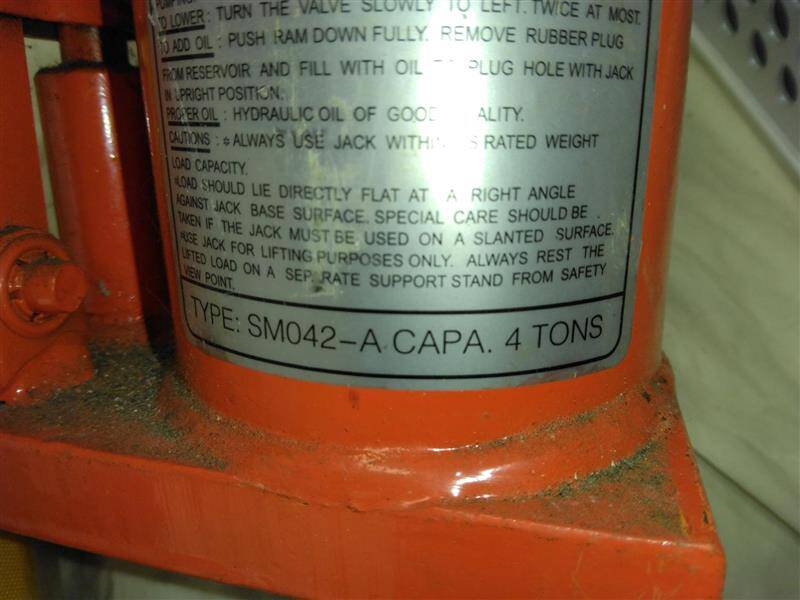 PUMPING:
TO LOWER : TURN THE VALVE SLOWLY TO LEFT. TWICE AT MOST.
TO ADD OIL : PUSH RAM DOWN FULLY. REMOVE RUBBER PLUG
FROM RESERVOIR AND FILL WITH OIL TO PLUG HOLE WITH JACK
IN UPRIGHT POSITION.
PROPER OIL : HYDRAULIC OIL OF GOOD ALITY.
CAUTIONS : *ALWAYS USE JACK WITHIN S RATED WEIGHT
LOAD CAPACITY.
*LOAD SHOULD LIE DIRECTLY FLAT AT A RIGHT ANGLE
AGAINST JACK BASE SURFACE. SPECIAL CARE SHOULD BE
TAKEN IF THE JACK MUST BE USED ON A SLANTED SURFACE.
*USE JACK FOR LIFTING PURPOSES ONLY. ALWAYS REST THE
LIFTED LOAD ON A SEP RATE SUPPORT STAND FROM SAFETY
VIEW POINT.
TYPE: SM042-A CAPA. 4 TONS